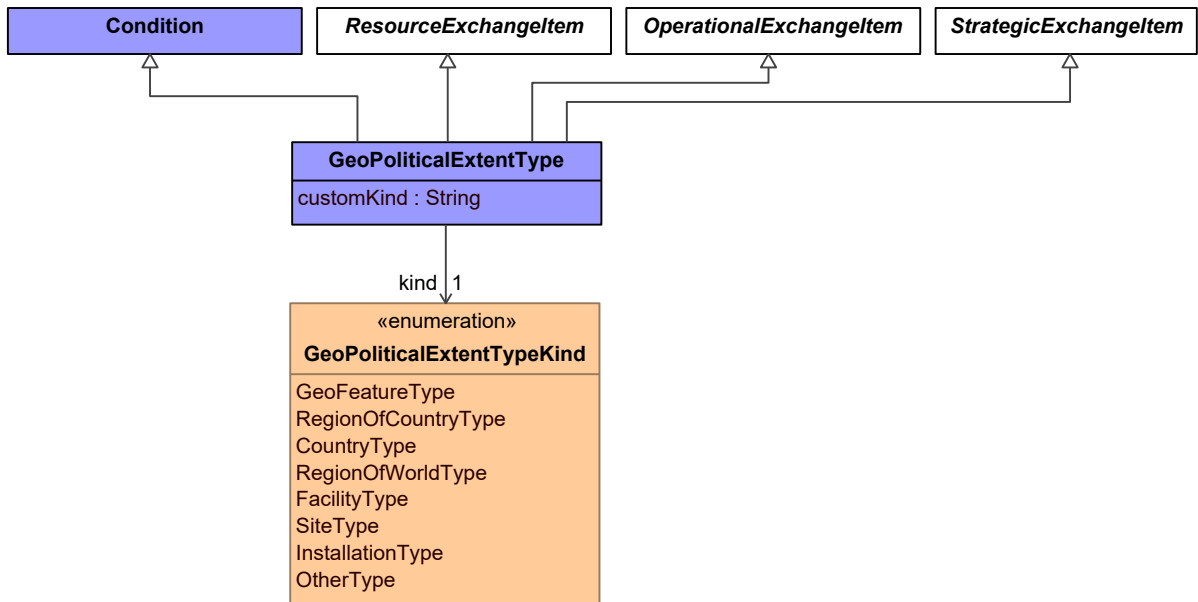 Condition
ResourceExchangeItem
OperationalExchangeItem
StrategicExchangeItem
GeoPoliticalExtentType
customKind : String
kind 1
«enumeration»
GeoPoliticalExtentTypeKind
GeoFeatureType
RegionOfCountryType
CountryType
RegionOfWorldType
FacilityType
SiteType
InstallationType
OtherType